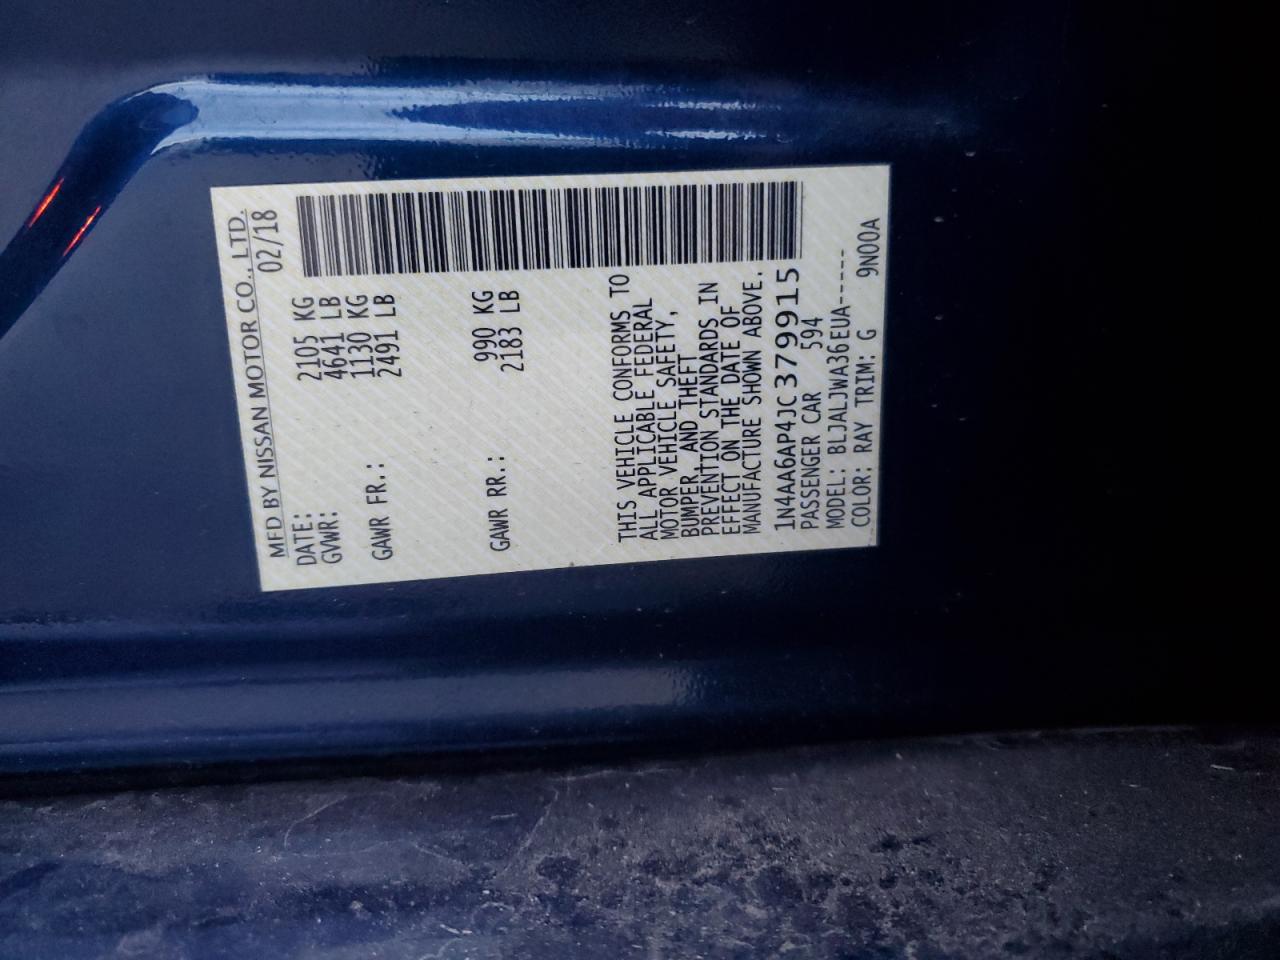 MFD BY NISSAN MOTOR CO., LTD.
DATE: 02/18
GVWR: 2105 KG
4641 LB
GAWR FR.: 1130 KG
2491 LB
GAWR RR.: 990 KG
2183 LB
THIS VEHICLE CONFORMS TO
ALL APPLICABLE FEDERAL
MOTOR VEHICLE SAFETY,
BUMPER, AND THEFT
PREVENTION STANDARDS IN
EFFECT ON THE DATE OF
MANUFACTURE SHOWN ABOVE.
1N4AA6AP4JC379915
PASSENGER CAR 594
MODEL: BLJALJWA36EUA-----
COLOR: RAY TRIM: G 9N00A